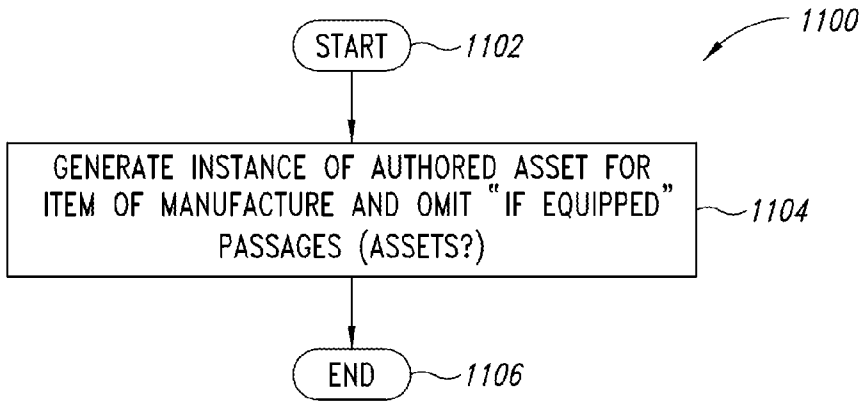 1100
START 1102
GENERATE INSTANCE OF AUTHORED ASSET FOR
ITEM OF MANUFACTURE AND OMIT "IF EQUIPPED"
PASSAGES (ASSETS?)
1104
END 1106